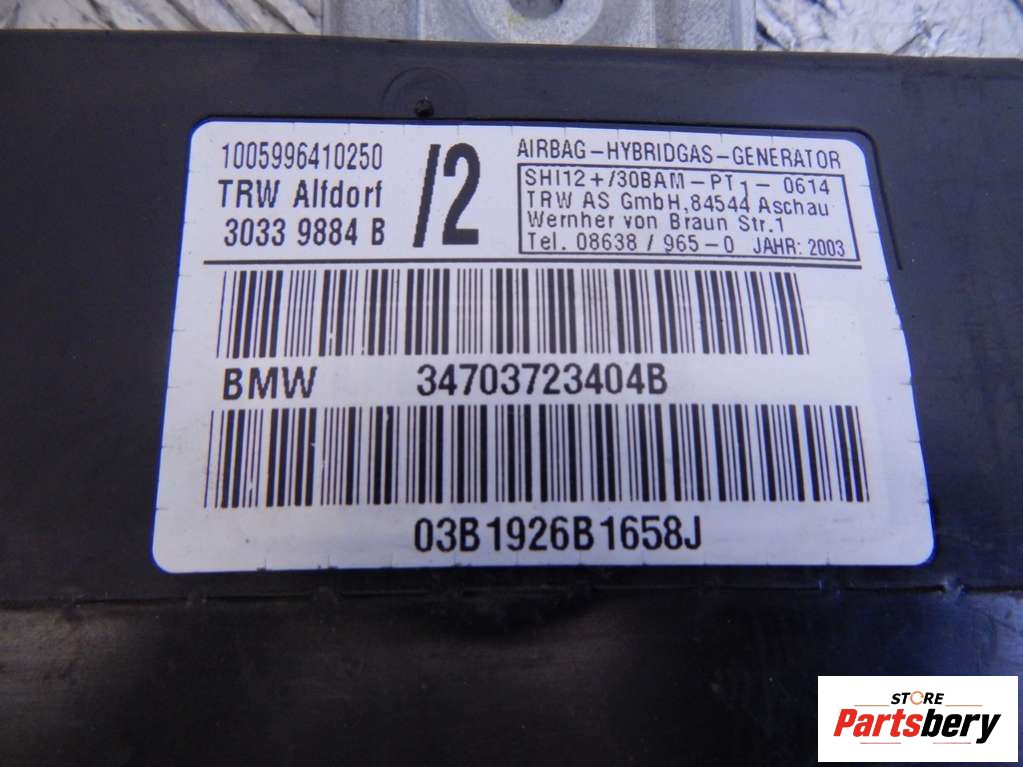 1005996410250
TRW Alfdorf
3033 9884 B
/2
AIRBAG-HYBRIDGAS-GENERATOR
SHI12+/30BAM-PT1-0614
TRW AS GmbH,84544 Aschau
Wernher von Braun Str.1
Tel. 08638/965-0 JAHR: 2003
BMW 34703723404B
03B1926B1658J
STORE
Partsbery